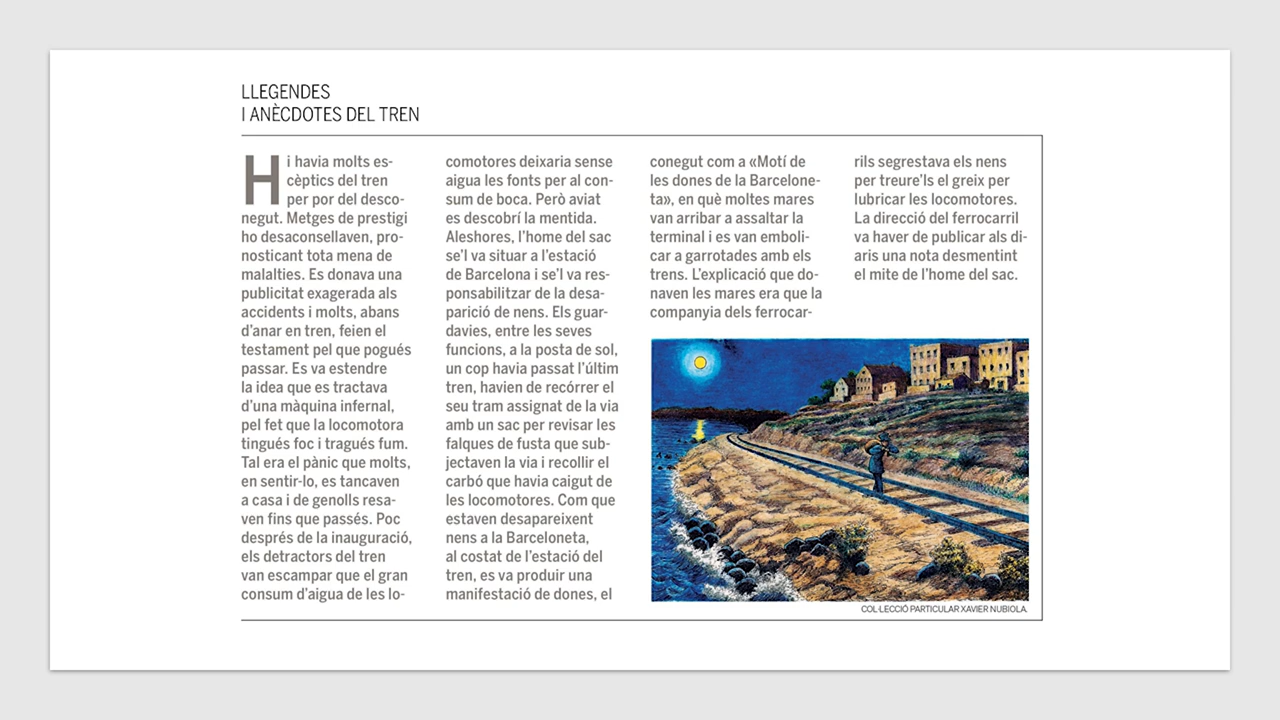 LLEGENDES
I ANÈCDOTES DEL TREN
Hi havia molts es-
cèptics del tren
per por del desco-
negut. Metges de prestigi
ho desaconsellaven, pro-
nosticant tota mena de
malalties. Es donava una
publicitat exagerada als
accidents i molts, abans
d'anar en tren, feien el
testament pel que pogués
passar. Es va estendre
la idea que es tractava
d'una màquina infernal,
pel fet que la locomotora
tingués foc i tragués fum.
Tal era el pànic que molts,
en sentir-lo, es tancaven
a casa i de genolls resa-
ven fins que passés. Poc
després de la inauguració,
els detractors del tren
van escampar que el gran
consum d'aigua de les lo-
comotores deixaria sense
aigua les fonts per al con-
sum de boca. Però aviat
es descobrí la mentida.
Aleshores, l'home del sac
se'l va situar a l'estació
de Barcelona i se'l va res-
ponsabilitzar de la desa-
parició de nens. Els guar-
davies, entre les seves
funcions, a la posta de sol,
un cop havia passat l'últim
tren, havien de recórrer el
seu tram assignat de la via
amb un sac per revisar les
falques de fusta que sub-
jectaven la via i recollir el
carbó que havia caigut de
les locomotores. Com que
estaven desapareixent
nens a la Barceloneta,
al costat de l'estació del
tren, es va produir una
manifestació de dones, el
conegut com a «Motí de
les dones de la Barcelone-
ta», en què moltes mares
van arribar a assaltar la
terminal i es van emboli-
car a garrotades amb els
trens. L'explicació que do-
naven les mares era que la
companyia dels ferrocar-
rils segrestava els nens
per treure'ls el greix per
lubricar les locomotores.
La direcció del ferrocarril
va haver de publicar als di-
aris una nota desmentint
el mite de l'home del sac.
COL·LECCIÓ PARTICULAR XAVIER NUBIOLA.